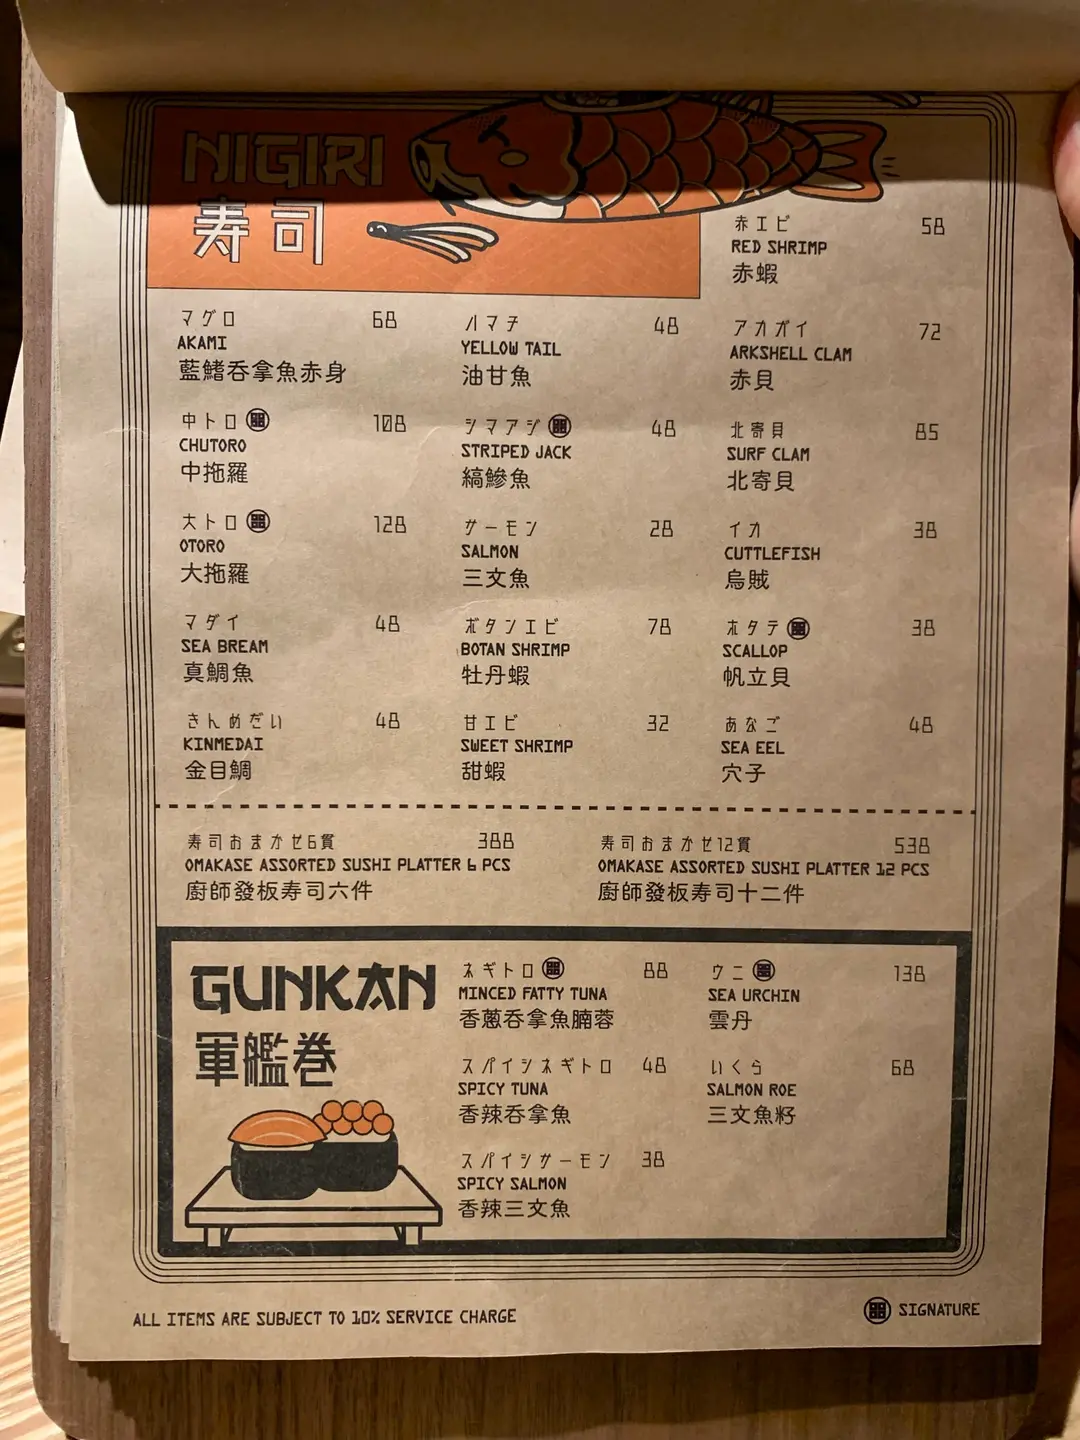 NIGIRI
寿司
マグロ 68
AKAMI
藍鰭吞拿魚赤身
中トロ 108
CHUTORO
中拖羅
大トロ 128
OTORO
大拖羅
マダイ 48
SEA BREAM
真鯛魚
きんめだい 48
KINMEDAI
金目鯛
ハマチ 48
YELLOW TAIL
油甘魚
シマアジ 48
STRIPED JACK
縞鰺魚
サーモン 28
SALMON
三文魚
ボタンエビ 78
BOTAN SHRIMP
牡丹蝦
甘エビ 32
SWEET SHRIMP
甜蝦
赤エビ 58
RED SHRIMP
赤蝦
アカガイ 72
ARKSHELL CLAM
赤貝
北寄貝 85
SURF CLAM
北寄貝
イカ 38
CUTTLEFISH
烏賊
ホタテ 38
SCALLOP
帆立貝
あなご 48
SEA EEL
穴子
寿司おまかせ6貫 388
OMAKASE ASSORTED SUSHI PLATTER 6 PCS
廚師發板寿司六件
寿司おまかせ12貫 538
OMAKASE ASSORTED SUSHI PLATTER 12 PCS
廚師發板寿司十二件
GUNKAN
軍艦巻
ネギトロ 88
MINCED FATTY TUNA
香蔥吞拿魚腩蓉
スパイシネギトロ 48
SPICY TUNA
香辣吞拿魚
スパイシサーモン 38
SPICY SALMON
香辣三文魚
ウニ 138
SEA URCHIN
雲丹
いくら 68
SALMON ROE
三文魚籽
ALL ITEMS ARE SUBJECT TO 10% SERVICE CHARGE
SIGNATURE